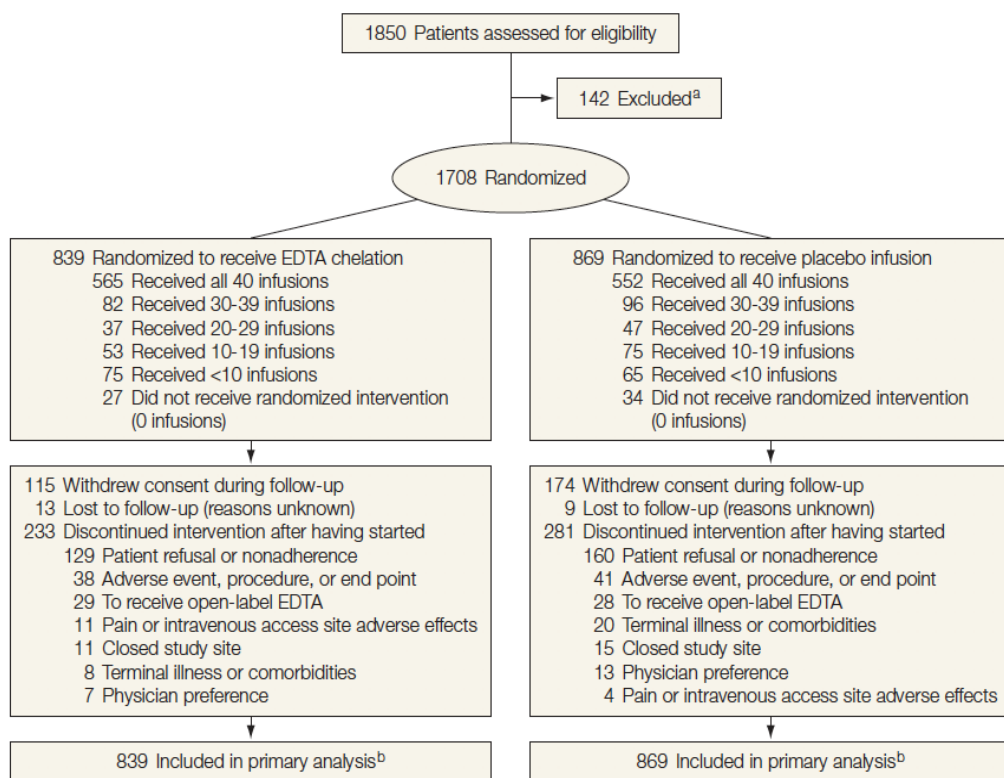 1850 Patients assessed for eligibility
142 Excludedᵃ
1708 Randomized
839 Randomized to receive EDTA chelation
565 Received all 40 infusions
82 Received 30-39 infusions
37 Received 20-29 infusions
53 Received 10-19 infusions
75 Received <10 infusions
27 Did not receive randomized intervention
(0 infusions)
869 Randomized to receive placebo infusion
552 Received all 40 infusions
96 Received 30-39 infusions
47 Received 20-29 infusions
75 Received 10-19 infusions
65 Received <10 infusions
34 Did not receive randomized intervention
(0 infusions)
115 Withdrew consent during follow-up
13 Lost to follow-up (reasons unknown)
233 Discontinued intervention after having started
129 Patient refusal or nonadherence
38 Adverse event, procedure, or end point
29 To receive open-label EDTA
11 Pain or intravenous access site adverse effects
11 Closed study site
8 Terminal illness or comorbidities
7 Physician preference
174 Withdrew consent during follow-up
9 Lost to follow-up (reasons unknown)
281 Discontinued intervention after having started
160 Patient refusal or nonadherence
41 Adverse event, procedure, or end point
28 To receive open-label EDTA
20 Terminal illness or comorbidities
15 Closed study site
13 Physician preference
4 Pain or intravenous access site adverse effects
839 Included in primary analysisᵇ
869 Included in primary analysisᵇ